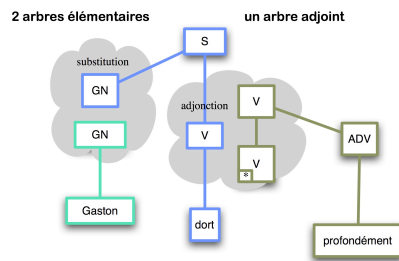 2 arbres élémentaires
un arbre adjoint
S
substitution
GN
adjonction
V
GN
V
ADV
V
*
Gaston
dort
profondément